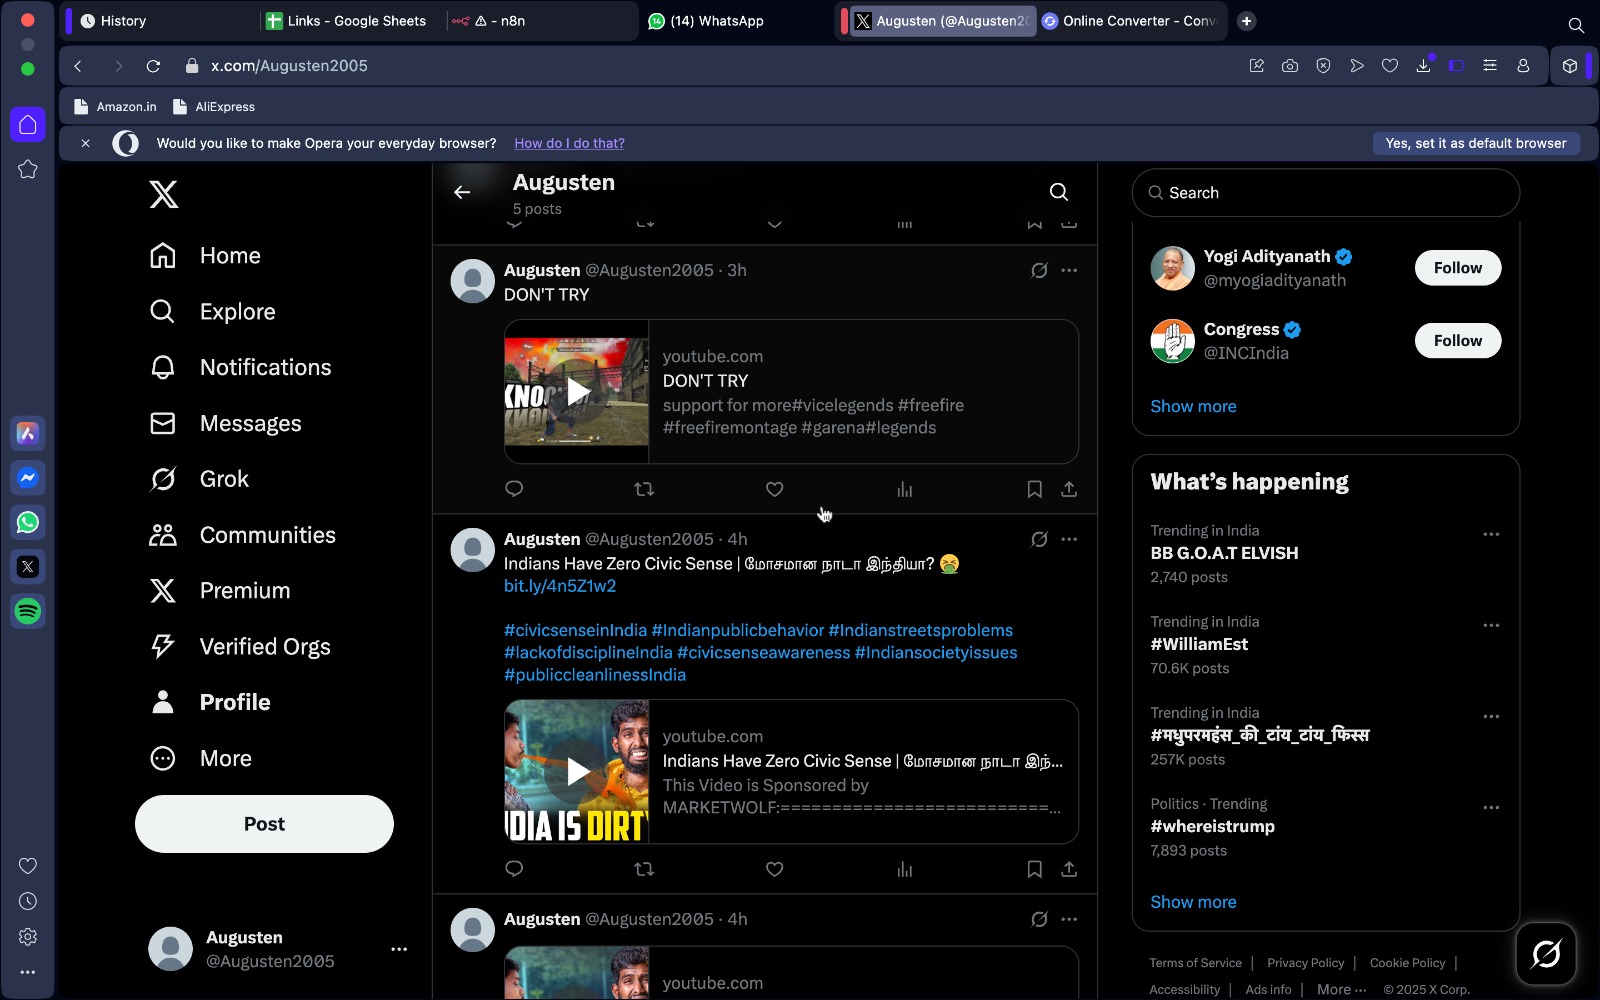 History
Links - Google Sheets
⚠ - n8n
(14) WhatsApp
Augusten (@Augusten20
Online Converter - Conv
x.com/Augusten2005
Amazon.in
AliExpress
Would you like to make Opera your everyday browser?
How do I do that?
Yes, set it as default browser
Home
Explore
Notifications
Messages
Grok
Communities
Premium
Verified Orgs
Profile
More
Post
Augusten
@Augusten2005
Augusten
5 posts
Augusten @Augusten2005 · 3h
DON'T TRY
KNO
youtube.com
DON'T TRY
support for more#vicelegends #freefire
#freefiremontage #garena#legends
Augusten @Augusten2005 · 4h
Indians Have Zero Civic Sense | மோசமான நாடா இந்தியா? 🤮
bit.ly/4n5Z1w2
#civicsenseinIndia #Indianpublicbehavior #Indianstreetsproblems
#lackofdisciplineIndia #civicsenseawareness #Indiansocietyissues
#publiccleanlinessIndia
NDIA IS DIRTY
youtube.com
Indians Have Zero Civic Sense | மோசமான நாடா இந்...
This Video is Sponsored by
MARKETWOLF:==========================...
Augusten @Augusten2005 · 4h
youtube.com
Search
Yogi Adityanath
@myogiadityanath
Follow
Congress
@INCIndia
Follow
Show more
What's happening
Trending in India
BB G.O.A.T ELVISH
2,740 posts
Trending in India
#WilliamEst
70.6K posts
Trending in India
#मधुपरमहंस_की_टांय_टांय_फिस्स
257K posts
Politics · Trending
#whereistrump
7,893 posts
Show more
Terms of Service | Privacy Policy | Cookie Policy |
Accessibility | Ads info | More ··· © 2025 X Corp.